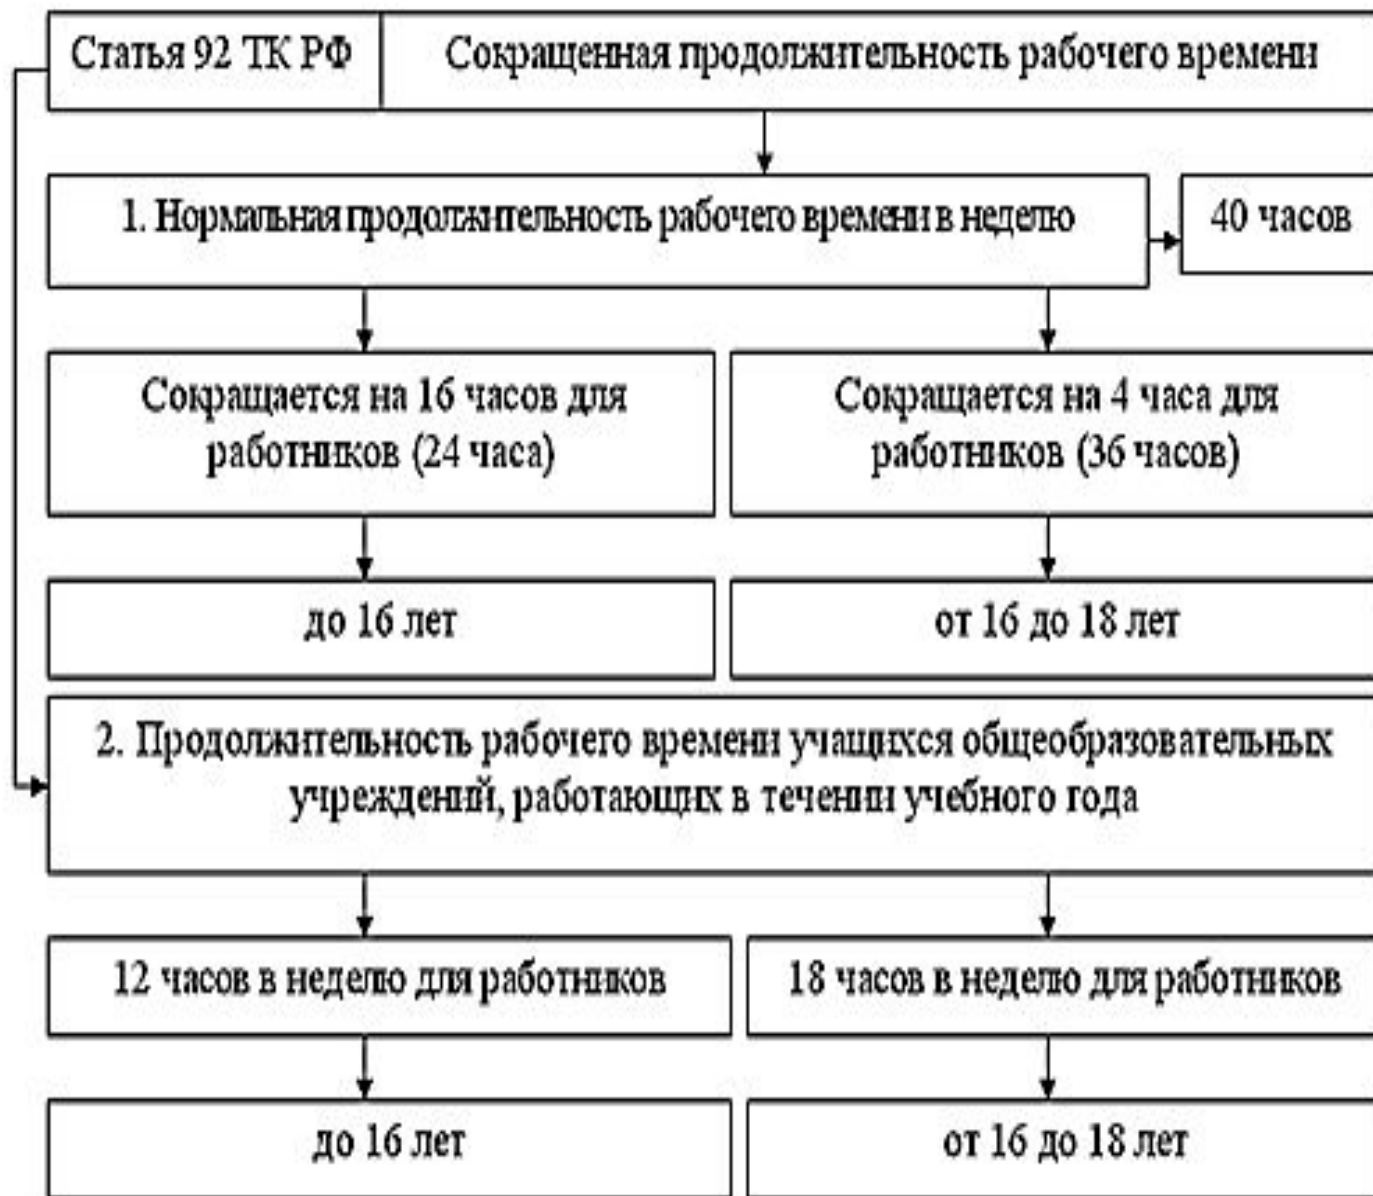 Статья 92 ТК РФ
Сокращенная продолжительность рабочего времени
1. Нормальная продолжительность рабочего времени в неделю
40 часов
Сокращается на 16 часов для
работников (24 часа)
Сокращается на 4 часа для
работников (36 часов)
до 16 лет
от 16 до 18 лет
2. Продолжительность рабочего времени учащихся общеобразовательных
учреждений, работающих в течении учебного года
12 часов в неделю для работников
18 часов в неделю для работников
до 16 лет
от 16 до 18 лет